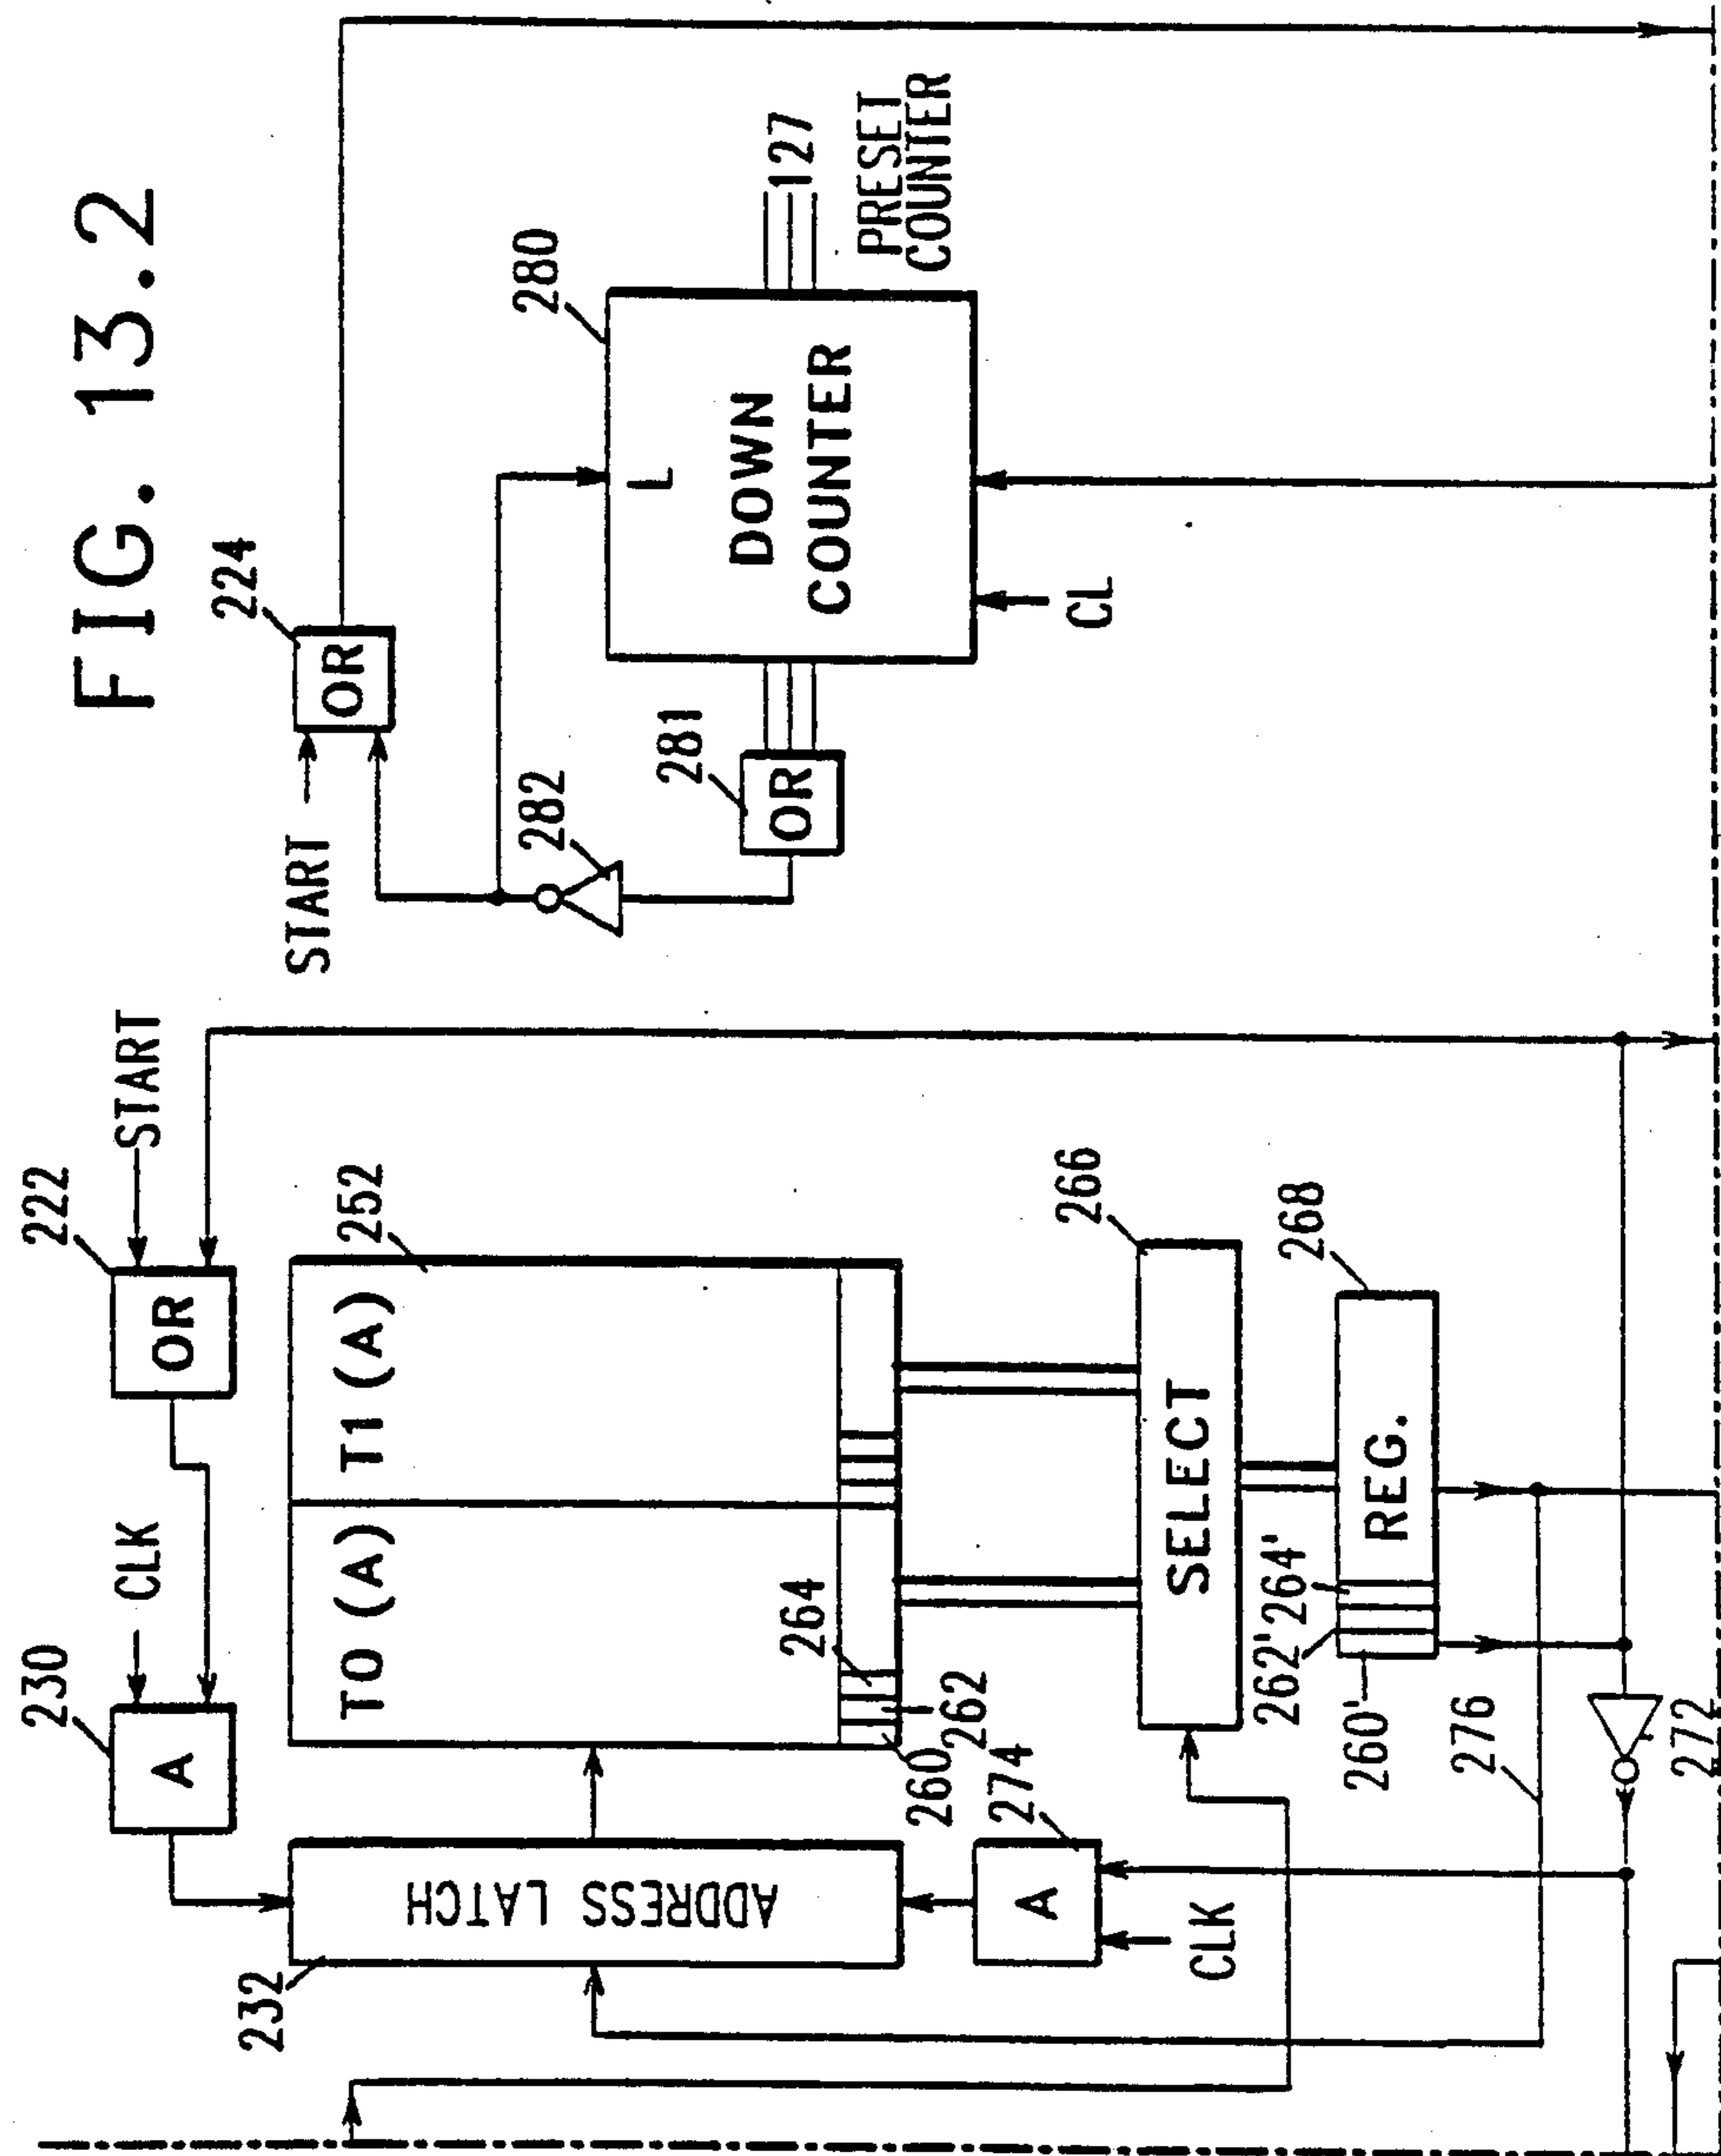 FIG. 13.2
230
CLK
222
START
A
OR
START
224
OR
232
ADDRESS LATCH
T0 (A)
T1 (A)
252
282
281
OR
280
L
DOWN
COUNTER
127
PRESET
COUNTER
CL
264
260
262
274
A
CLK
266
SELECT
268
262'
264'
260'
REG.
276
272